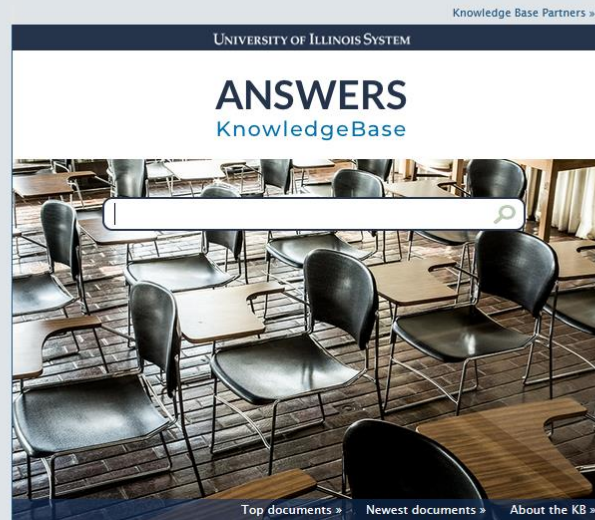 Knowledge Base Partners »
UNIVERSITY OF ILLINOIS SYSTEM
ANSWERS
KnowledgeBase
Top documents » Newest documents » About the KB »